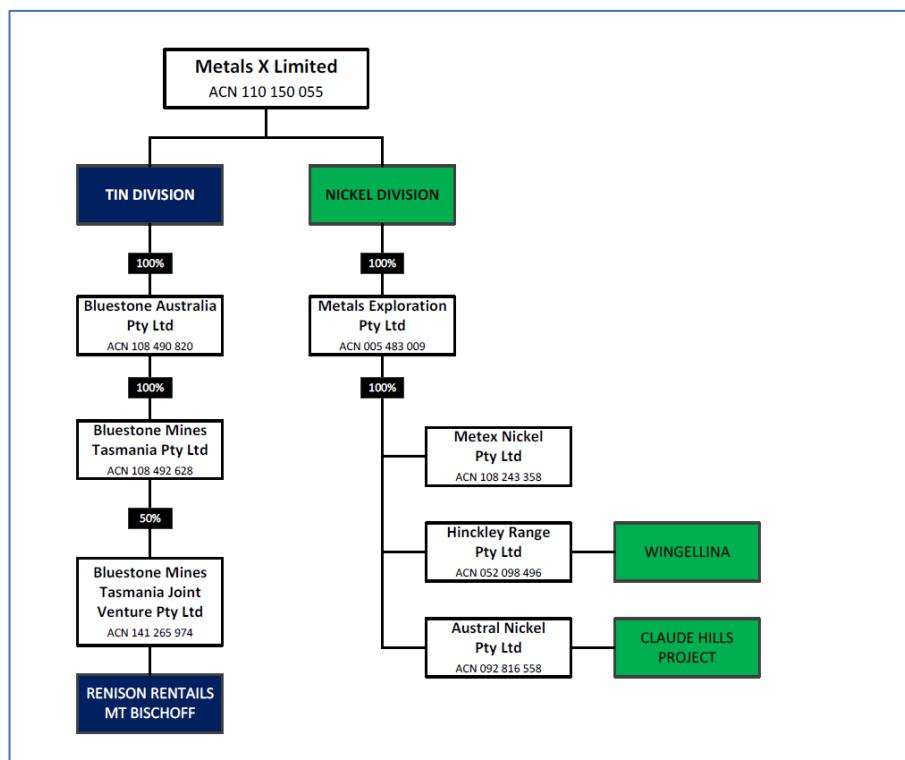 Metals X Limited
ACN 110 150 055
TIN DIVISION
NICKEL DIVISION
100%
100%
Bluestone Australia
Pty Ltd
ACN 108 490 820
Metals Exploration
Pty Ltd
ACN 005 483 009
100%
100%
Bluestone Mines
Tasmania Pty Ltd
ACN 108 492 628
Metex Nickel
Pty Ltd
ACN 108 243 358
50%
Hinckley Range
Pty Ltd
ACN 052 098 496
WINGELLINA
Bluestone Mines
Tasmania Joint
Venture Pty Ltd
ACN 141 265 974
Austral Nickel
Pty Ltd
ACN 092 816 558
CLAUDE HILLS
PROJECT
RENISON RENTAILS
MT BISCHOFF